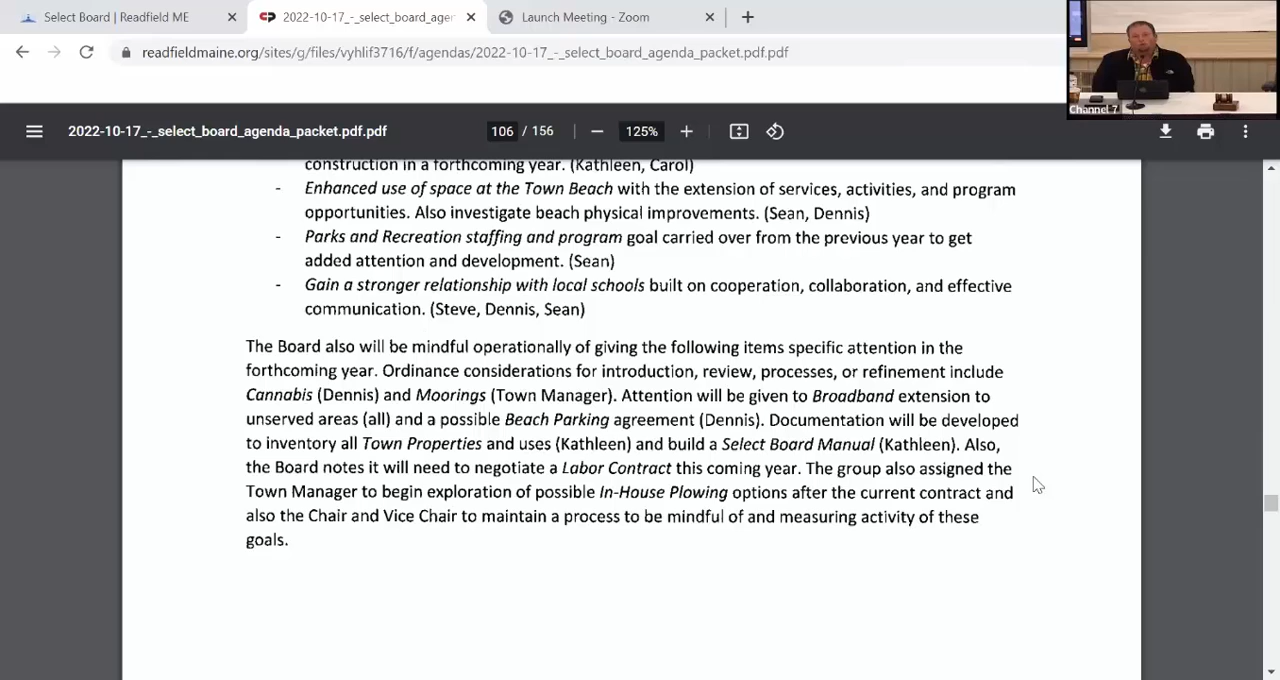 Select Board | Readfield ME
2022-10-17_-_select_board_ager
Launch Meeting - Zoom
readfieldmaine.org/sites/g/files/vyhlif3716/f/agendas/2022-10-17_-_select_board_agenda_packet.pdf.pdf
Channel 7
2022-10-17_-_select_board_agenda_packet.pdf.pdf
106 / 156
125%
construction in a forthcoming year. (Kathleen, Carol)
- Enhanced use of space at the Town Beach with the extension of services, activities, and program
opportunities. Also investigate beach physical improvements. (Sean, Dennis)
- Parks and Recreation staffing and program goal carried over from the previous year to get
added attention and development. (Sean)
- Gain a stronger relationship with local schools built on cooperation, collaboration, and effective
communication. (Steve, Dennis, Sean)
The Board also will be mindful operationally of giving the following items specific attention in the
forthcoming year. Ordinance considerations for introduction, review, processes, or refinement include
Cannabis (Dennis) and Moorings (Town Manager). Attention will be given to Broadband extension to
unserved areas (all) and a possible Beach Parking agreement (Dennis). Documentation will be developed
to inventory all Town Properties and uses (Kathleen) and build a Select Board Manual (Kathleen). Also,
the Board notes it will need to negotiate a Labor Contract this coming year. The group also assigned the
Town Manager to begin exploration of possible In-House Plowing options after the current contract and
also the Chair and Vice Chair to maintain a process to be mindful of and measuring activity of these
goals.